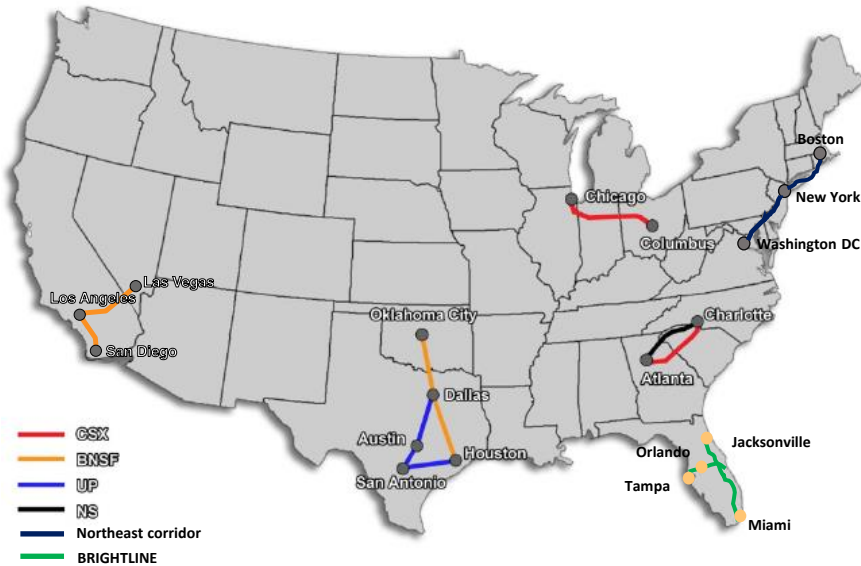 Boston
Chicago
New York
Columbus
Washington DC
Las Vegas
Los Angeles
Oklahoma City
Charlotte
San Diego
Atlanta
Dallas
CSX
Austin
Jacksonville
BNSF
Houston
Orlando
San Antonio
UP
Tampa
NS
Miami
Northeast corridor
BRIGHTLINE